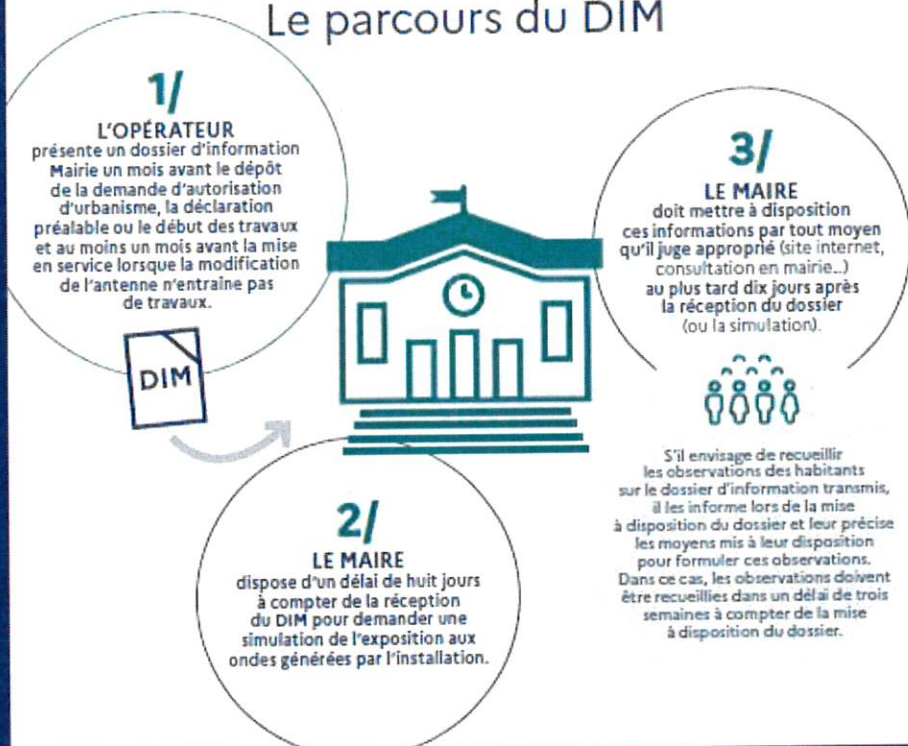 Le parcours du DIM
1/
L'OPÉRATEUR
présente un dossier d'information
Mairie un mois avant le dépôt
de la demande d'autorisation
d'urbanisme, la déclaration
préalable ou le début des travaux
et au moins un mois avant la mise
en service lorsque la modification
de l'antenne n'entraine pas
de travaux.
DIM
2/
LE MAIRE
dispose d'un délai de huit jours
à compter de la réception
du DIM pour demander une
simulation de l'exposition aux
ondes générées par l'installation.
3/
LE MAIRE
doit mettre à disposition
ces informations par tout moyen
qu'il juge approprié (site internet,
consultation en mairie...)
au plus tard dix jours après
la réception du dossier
(ou la simulation).
S'il envisage de recueillir
les observations des habitants
sur le dossier d'information transmis,
il les informe lors de la mise
à disposition du dossier et leur précise
les moyens mis à leur disposition
pour formuler ces observations.
Dans ce cas, les observations doivent
être recueillies dans un délai de trois
semaines à compter de la mise
à disposition du dossier.